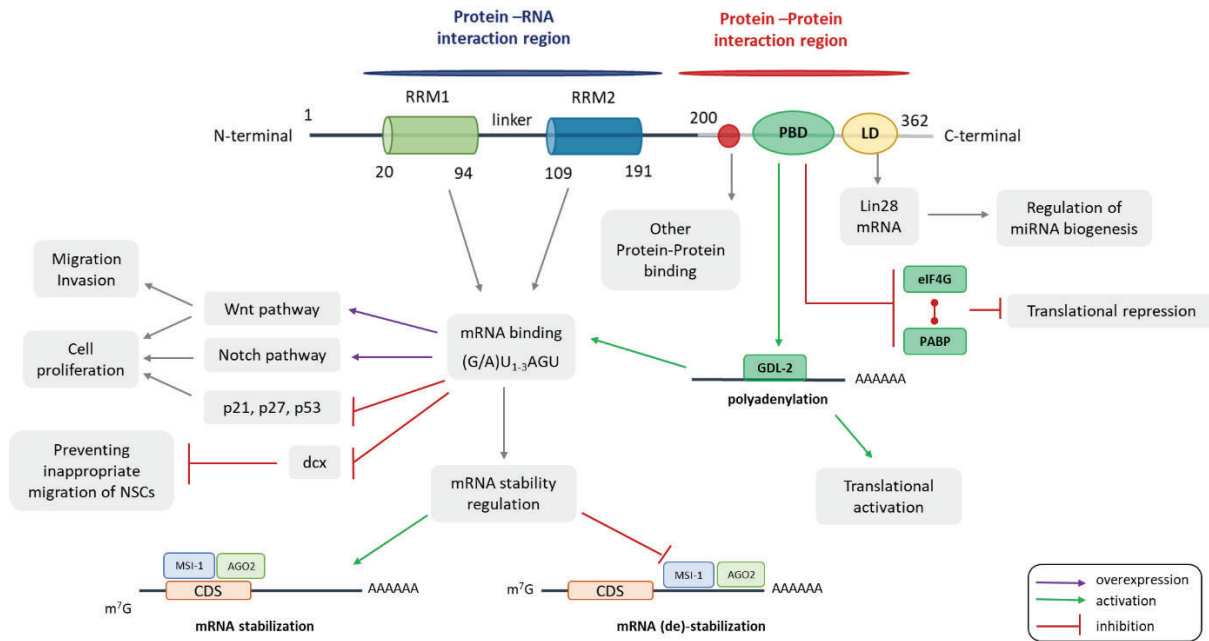 Protein –RNA
interaction region
Protein –Protein
interaction region
1
RRM1
linker
RRM2
200
PBD
LD
362
N-terminal
C-terminal
20
94
109
191
Other
Protein-Protein
binding
Lin28
mRNA
Regulation of
miRNA biogenesis
Migration
Invasion
Wnt pathway
Cell
proliferation
Notch pathway
p21, p27, p53
mRNA binding
(G/A)U1-3AGU
eIF4G
PABP
Translational repression
GDL-2
AAAAAA
polyadenylation
Preventing
inappropriate
migration of NSCs
dcx
mRNA stability
regulation
Translational
activation
MSI-1
AGO2
CDS
AAAAAA
m7G
mRNA stabilization
m7G
CDS
MSI-1
AGO2
AAAAAA
mRNA (de)-stabilization
overexpression
activation
inhibition